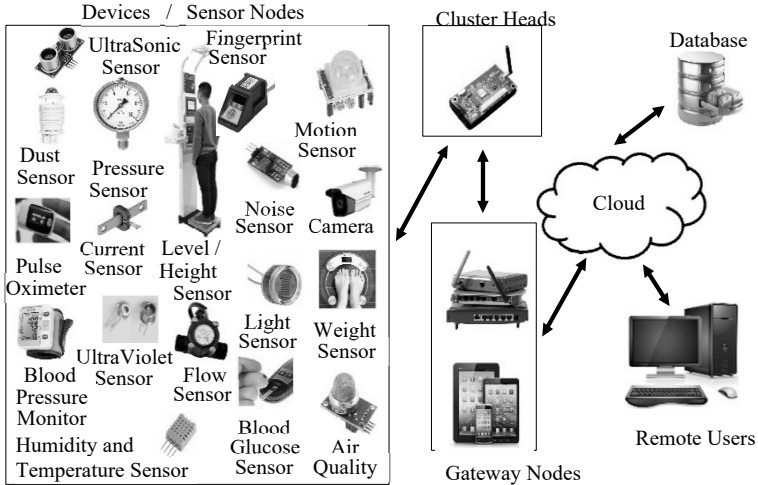 Devices / Sensor Nodes
Cluster Heads
Database
UltraSonic
Sensor
Fingerprint
Sensor
Motion
Sensor
Dust
Sensor
Pressure
Sensor
Noise
Sensor
Camera
Cloud
Pulse
Oximeter
Current
Sensor
Level /
Height
Sensor
Light
Sensor
Weight
Sensor
UltraViolet
Sensor
Flow
Sensor
Blood
Pressure
Monitor
Blood
Glucose
Sensor
Air
Quality
Humidity and
Temperature Sensor
Gateway Nodes
Remote Users